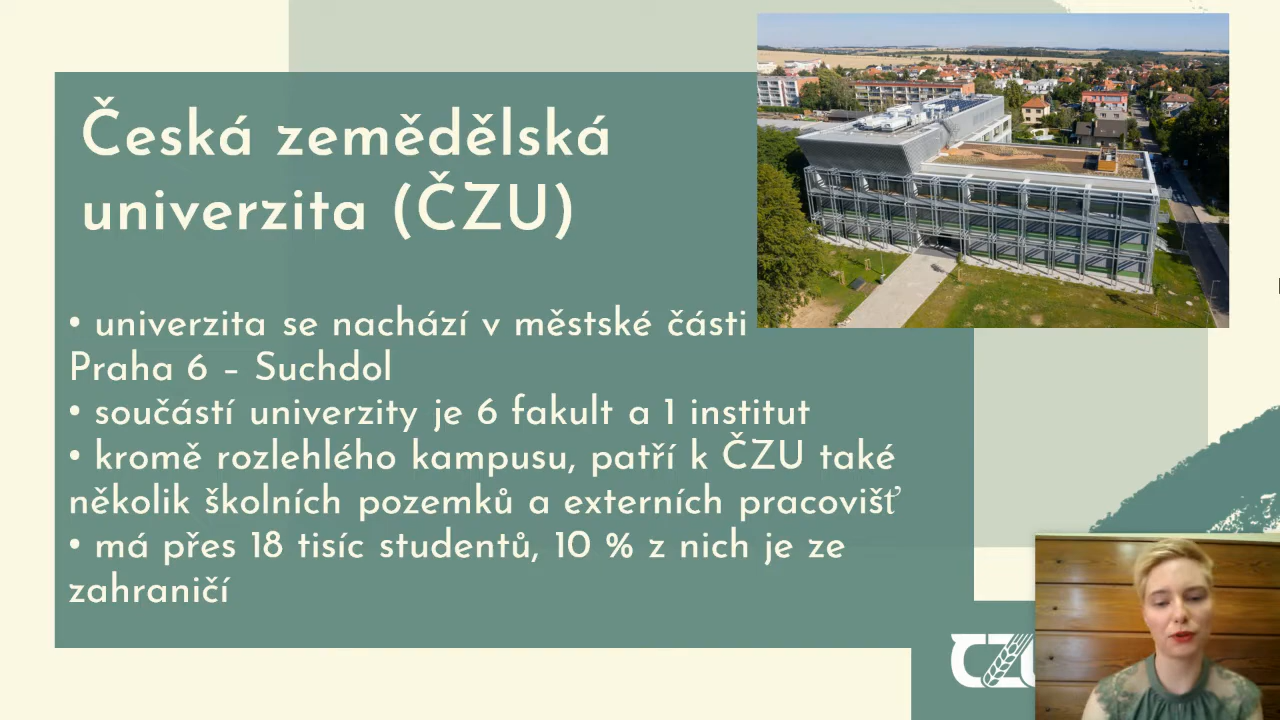 Česká zemědělská
univerzita (ČZU)
• univerzita se nachází v městské části
Praha 6 – Suchdol
• součástí univerzity je 6 fakult a 1 institut
• kromě rozlehlého kampusu, patří k ČZU také
několik školních pozemků a externích pracovišť
• má přes 18 tisíc studentů, 10 % z nich je ze
zahraničí
ČZU